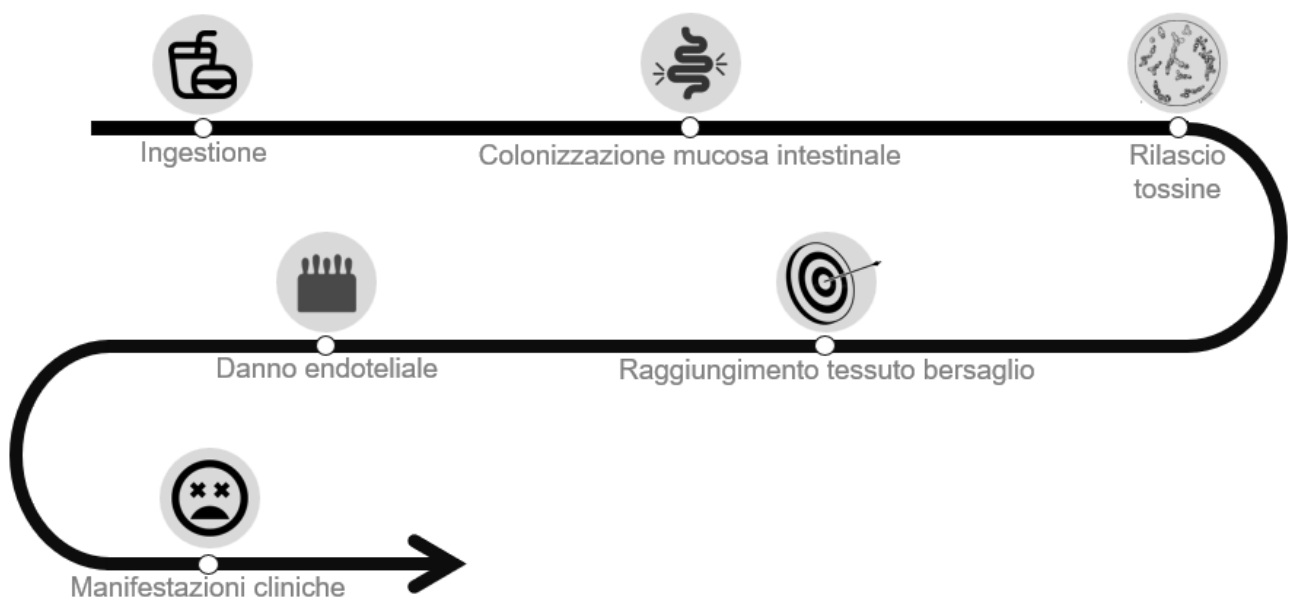 Ingestione
Colonizzazione mucosa intestinale
Rilascio
tossine
Raggiungimento tessuto bersaglio
Danno endoteliale
Manifestazioni cliniche